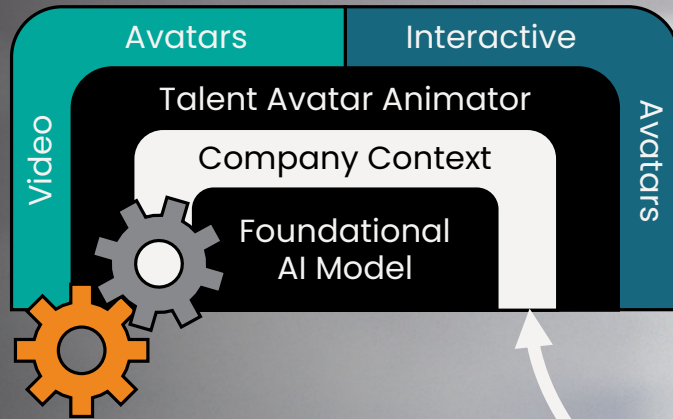 Video
Avatars
Interactive
Avatars
Talent Avatar Animator
Company Context
Foundational
AI Model